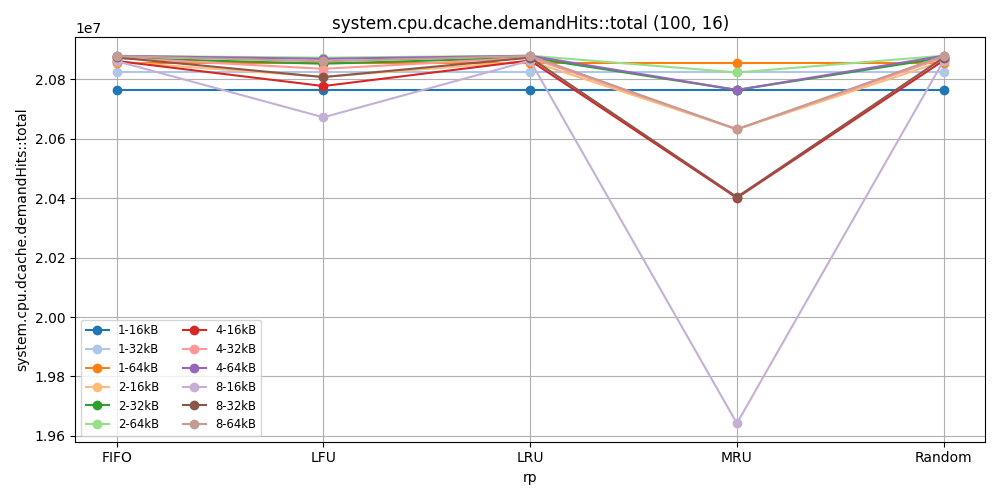 system.cpu.dcache.demandHits::total (100, 16)
1e7
2.08
2.06
2.04
2.02
2.00
1.98
1.96
system.cpu.dcache.demandHits::total
1-16kB
1-32kB
1-64kB
2-16kB
2-32kB
2-64kB
4-16kB
4-32kB
4-64kB
8-16kB
8-32kB
8-64kB
FIFO
LFU
LRU
MRU
Random
rp